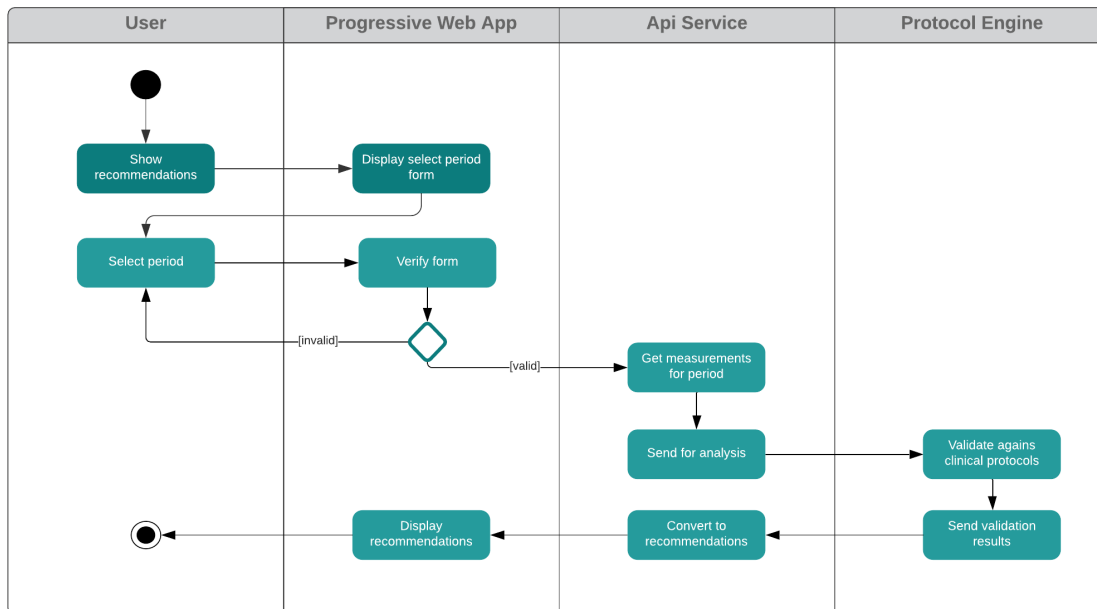 User
Progressive Web App
Api Service
Protocol Engine
Show
recommendations
Display select period
form
Select period
Verify form
[invalid]
[valid]
Get measurements
for period
Send for analysis
Validate agains
clinical protocols
Display
recommendations
Convert to
recommendations
Send validation
results